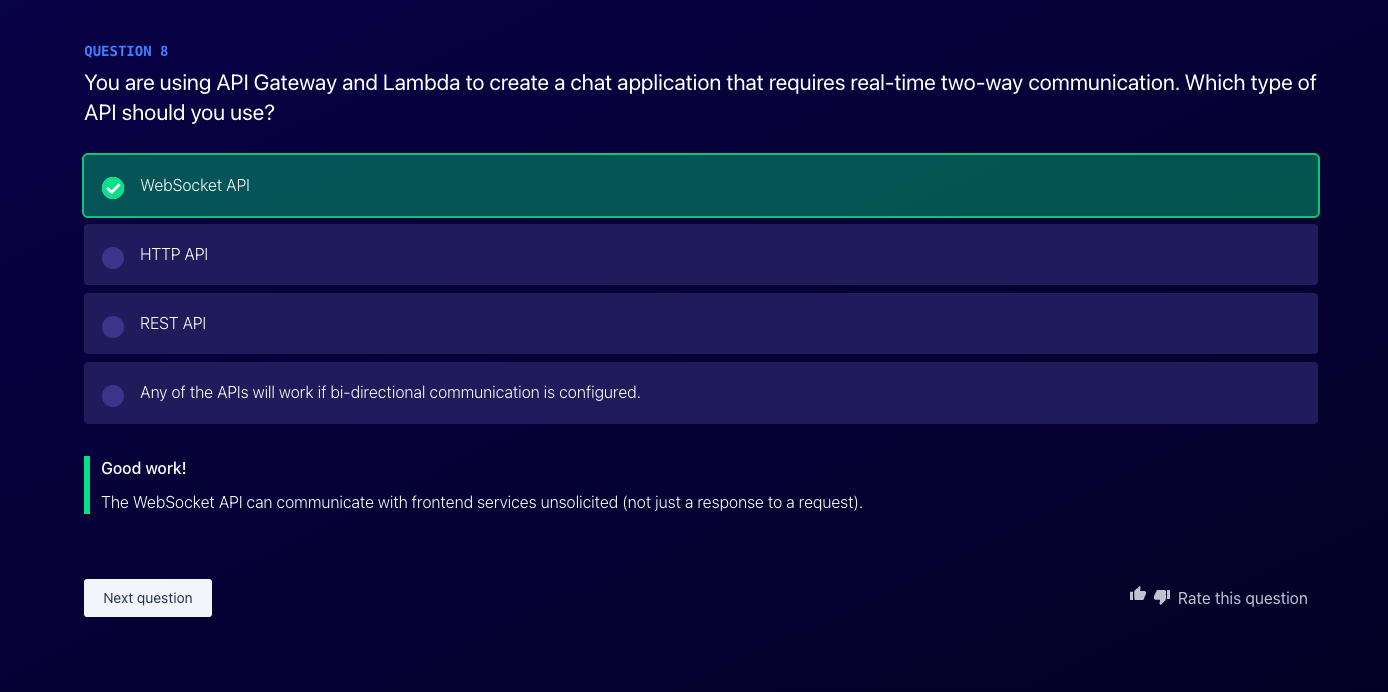 QUESTION 8
You are using API Gateway and Lambda to create a chat application that requires real-time two-way communication. Which type of
API should you use?
WebSocket API
HTTP API
REST API
Any of the APIs will work if bi-directional communication is configured.
Good work!
The WebSocket API can communicate with frontend services unsolicited (not just a response to a request).
Next question
Rate this question